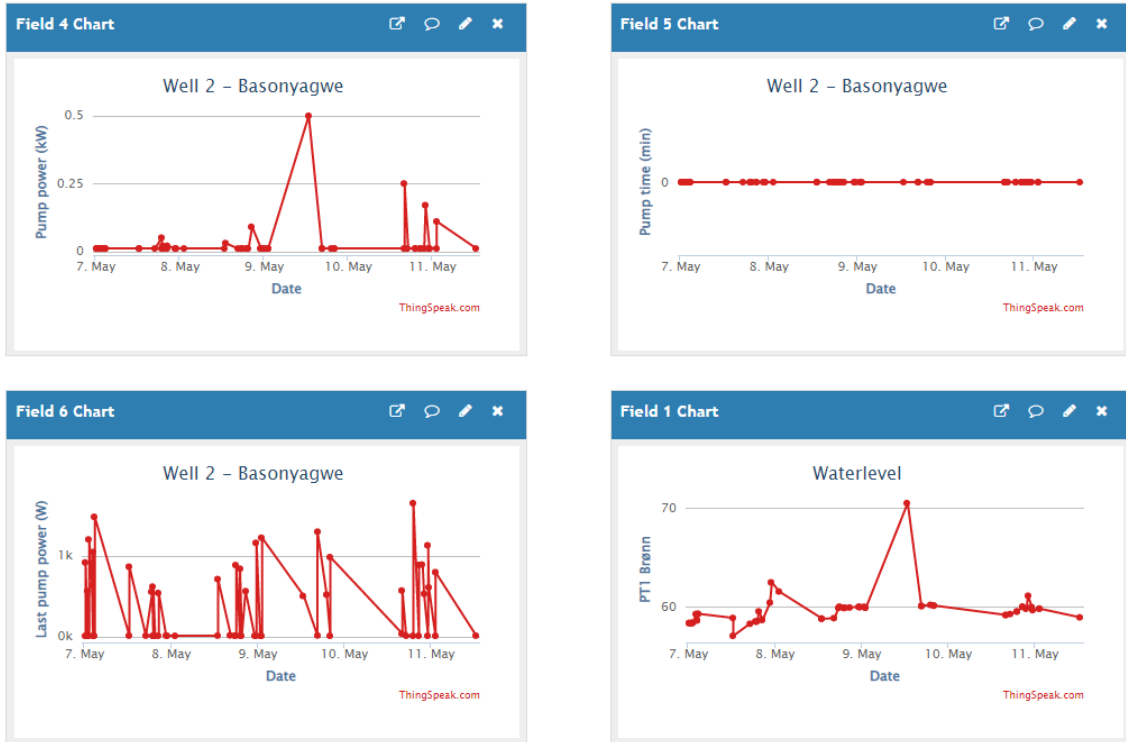 Field 4 Chart
Well 2 – Basonyagwe
Pump power (kW)
0.5
0.25
0
7. May 8. May 9. May 10. May 11. May
Date
ThingSpeak.com
Field 5 Chart
Well 2 – Basonyagwe
Pump time (min)
0
7. May 8. May 9. May 10. May 11. May
Date
ThingSpeak.com
Field 6 Chart
Well 2 – Basonyagwe
Last pump power (W)
1k
0k
7. May 8. May 9. May 10. May 11. May
Date
ThingSpeak.com
Field 1 Chart
Waterlevel
PT1 Brønn
70
60
7. May 8. May 9. May 10. May 11. May
Date
ThingSpeak.com